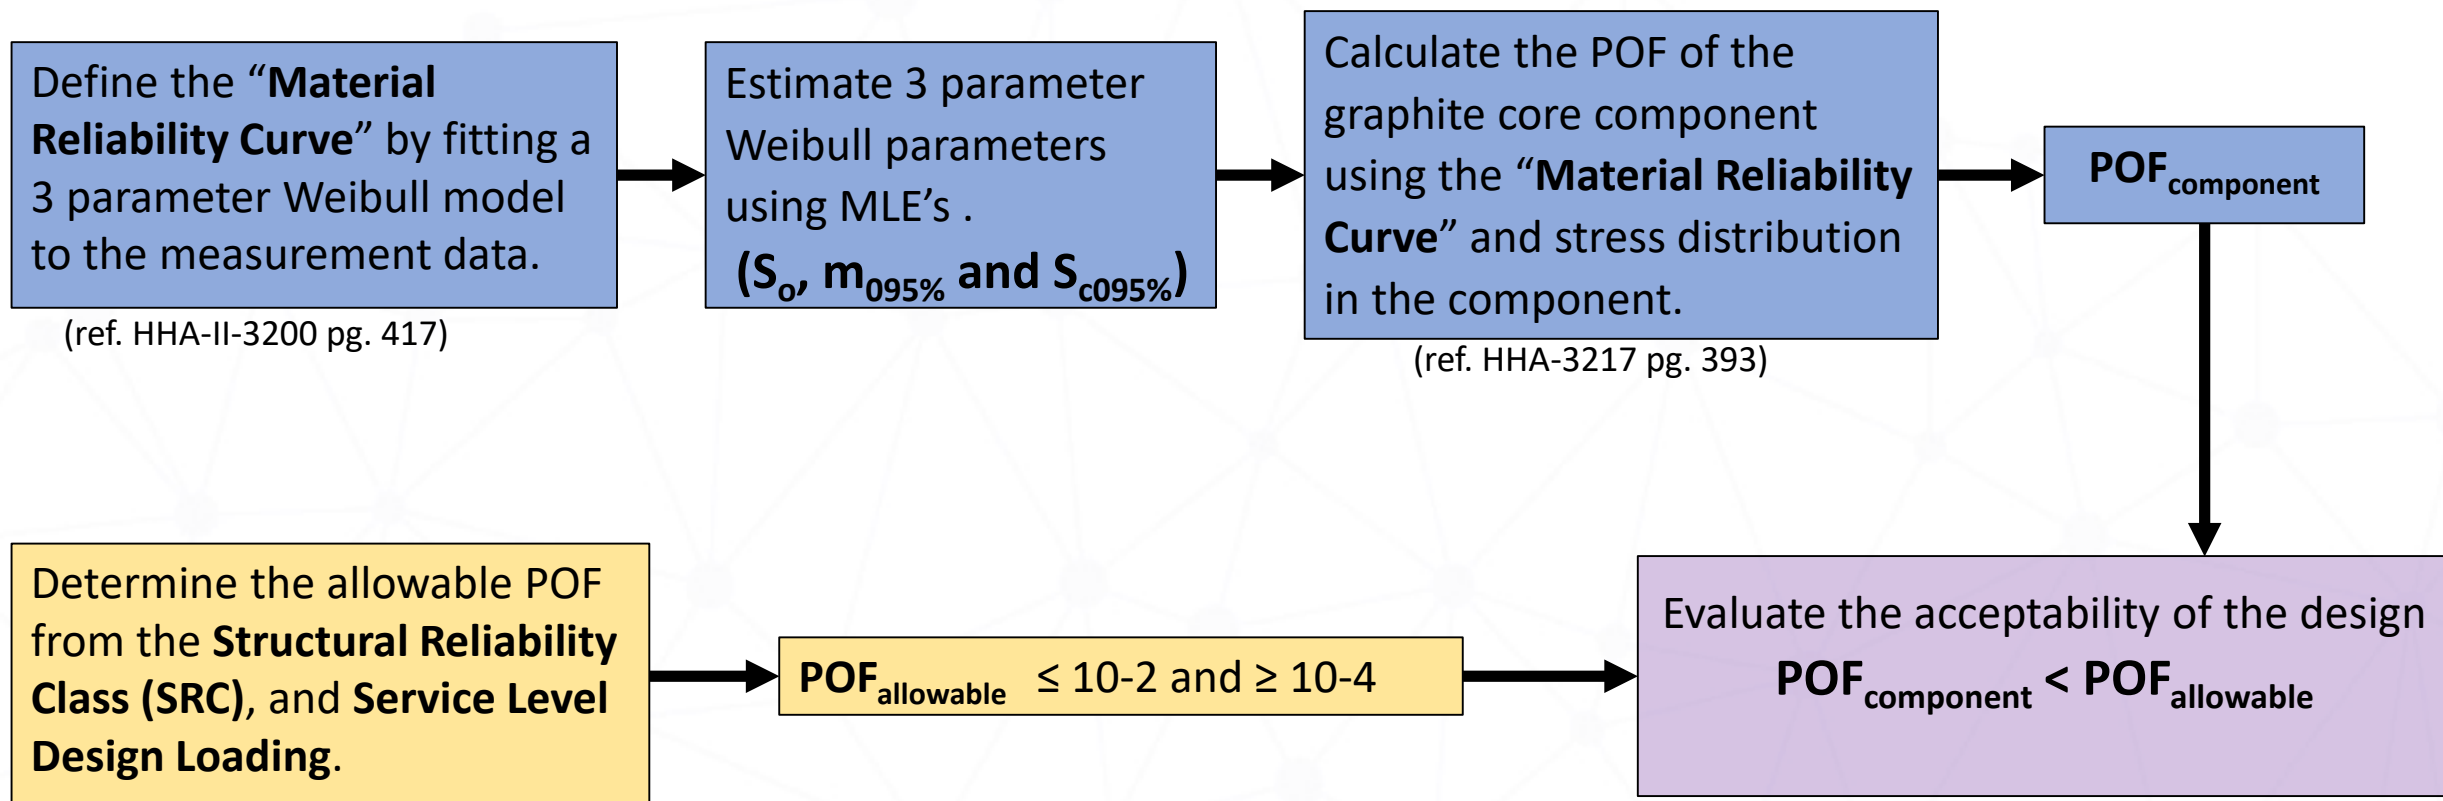 Define the “Material
Reliability Curve” by fitting a
3 parameter Weibull model
to the measurement data.
(ref. HHA-II-3200 pg. 417)
Estimate 3 parameter
Weibull parameters
using MLE’s .
(So, m095% and Sc095%)
Calculate the POF of the
graphite core component
using the “Material Reliability
Curve” and stress distribution
in the component.
(ref. HHA-3217 pg. 393)
POFcomponent
Determine the allowable POF
from the Structural Reliability
Class (SRC), and Service Level
Design Loading.
POFallowable ≤ 10-2 and ≥ 10-4
Evaluate the acceptability of the design
POFcomponent < POFallowable